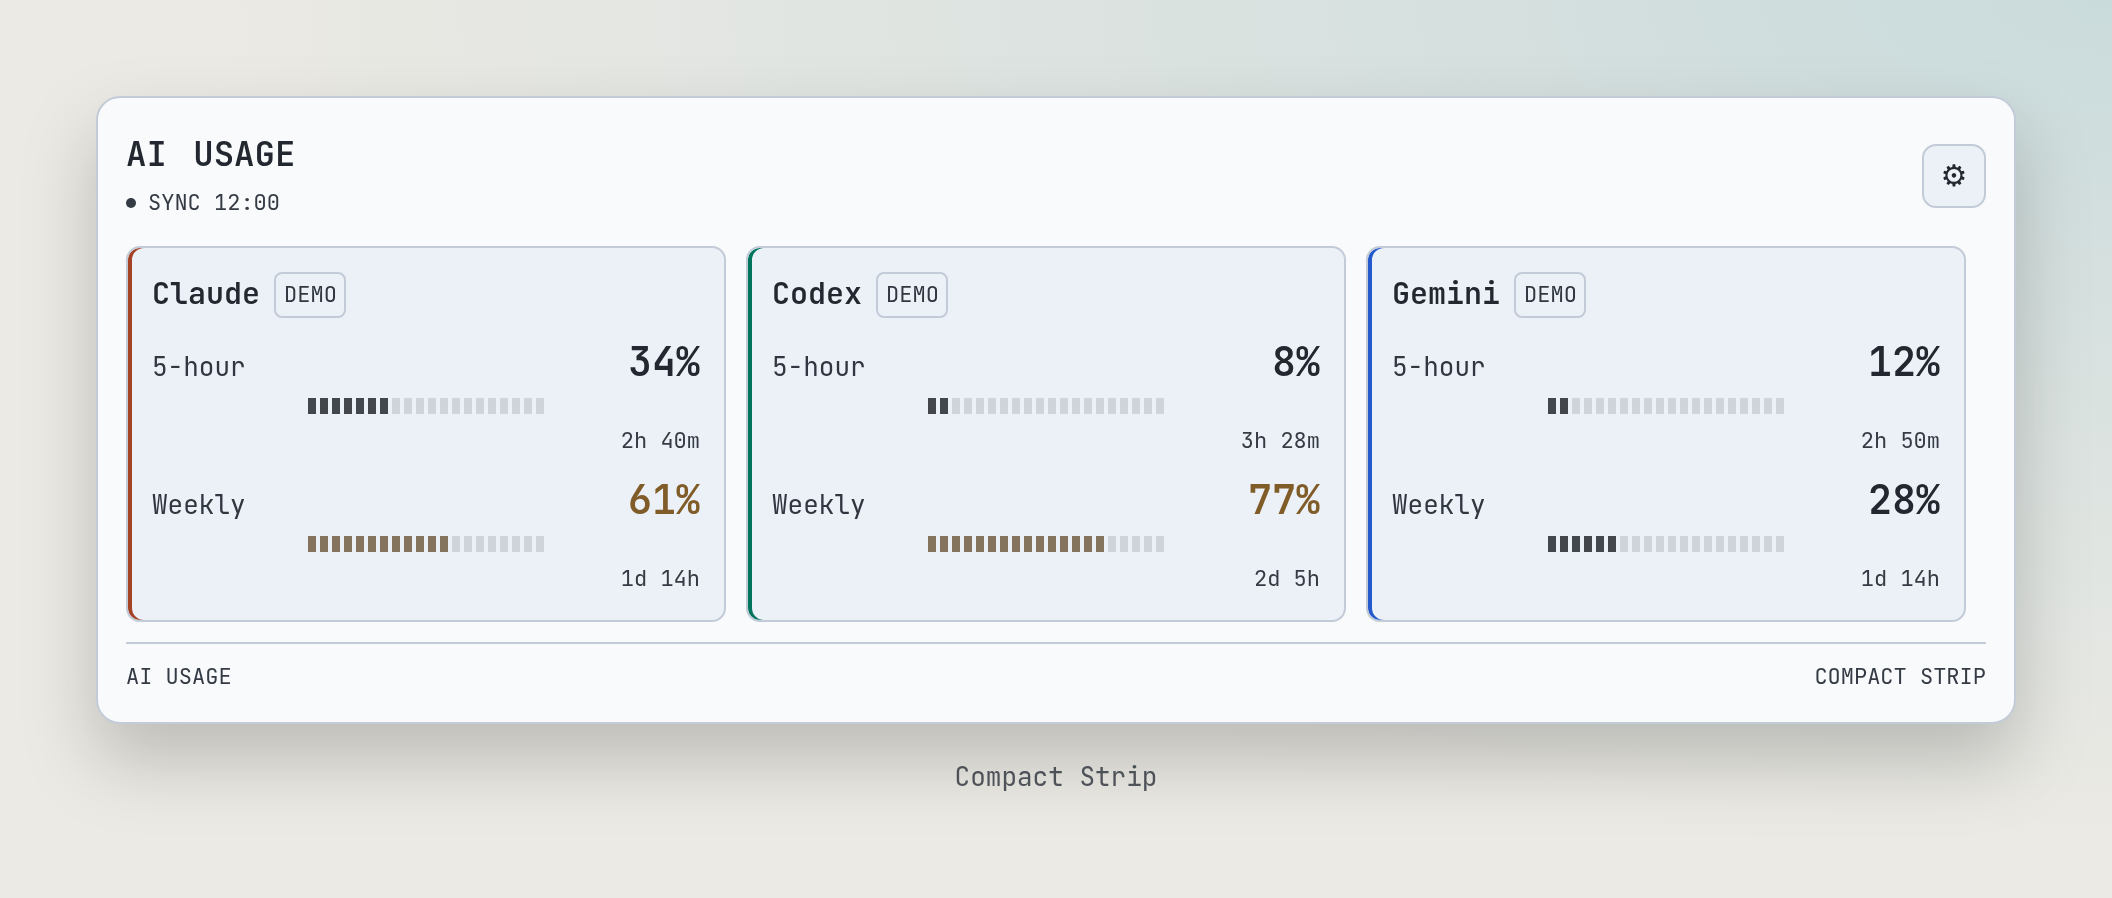 AI USAGE
SYNC 12:00
Claude DEMO
5-hour 34%
2h 40m
Weekly 61%
1d 14h
Codex DEMO
5-hour 8%
3h 28m
Weekly 77%
2d 5h
Gemini DEMO
5-hour 12%
2h 50m
Weekly 28%
1d 14h
AI USAGE
COMPACT STRIP
Compact Strip